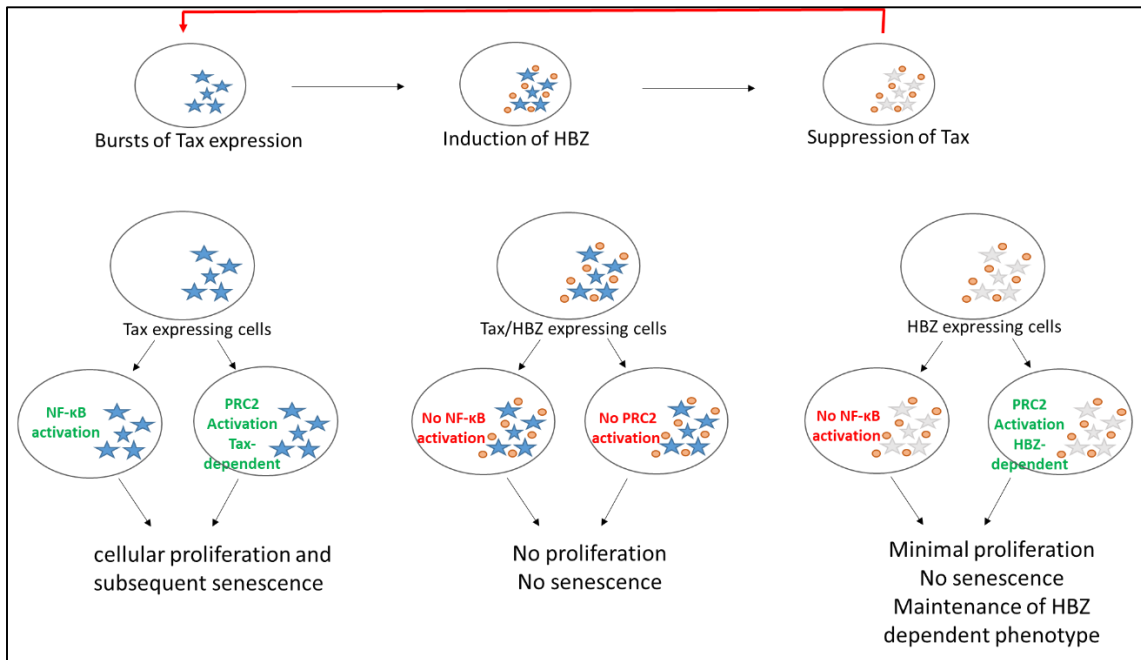 Bursts of Tax expression
Induction of HBZ
Suppression of Tax
Tax expressing cells
Tax/HBZ expressing cells
HBZ expressing cells
NF-κB
activation
PRC2
Activation
Tax-
dependent
No NF-κB
activation
No PRC2
activation
No NF-κB
activation
PRC2
Activation
HBZ-
dependent
cellular proliferation and
subsequent senescence
No proliferation
No senescence
Minimal proliferation
No senescence
Maintenance of HBZ
dependent phenotype